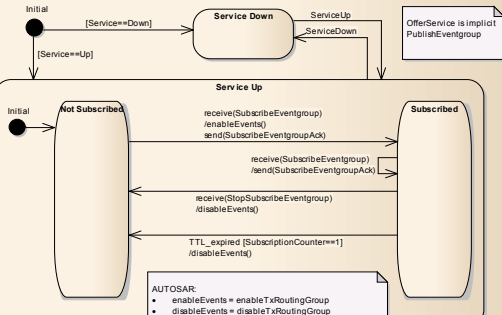 Initial
[Service==Down]
Service Down
ServiceUp
ServiceDown
OfferService is implicit
PublishEventgroup
[Service==Up]
Service Up
Initial
Not Subscribed
Subscribed
receive(SubscribeEventgroup)
/enableEvents()
send(SubscribeEventgroupAck)
receive(SubscribeEventgroup)
/send(SubscribeEventgroupAck)
receive(StopSubscribeEventgroup)
/disableEvents()
TTL_expired [SubscriptionCounter==1]
/disableEvents()
AUTOSAR:
• enableEvents = enableTxRoutingGroup
• disableEvents = disableTxRoutingGroup